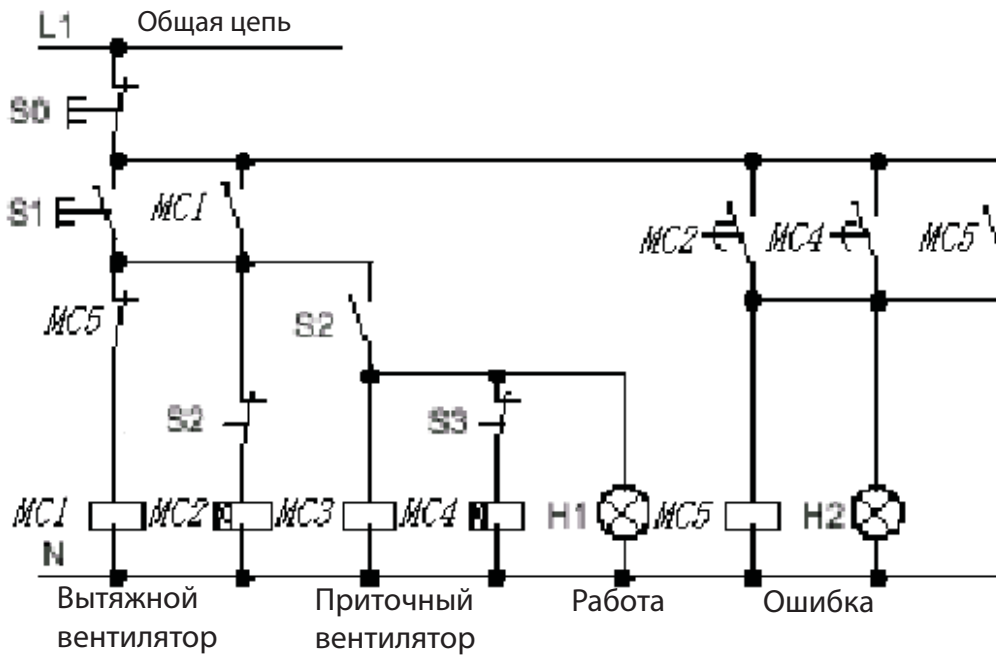 L1 Общая цепь
S0
S1 MC1
MC2 MC4 MC5
MC5 S2
S2 S3
MC1 MC2 MC3 MC4 H1 MC5 H2
N
Вытяжной Приточный Работа Ошибка
вентилятор вентилятор